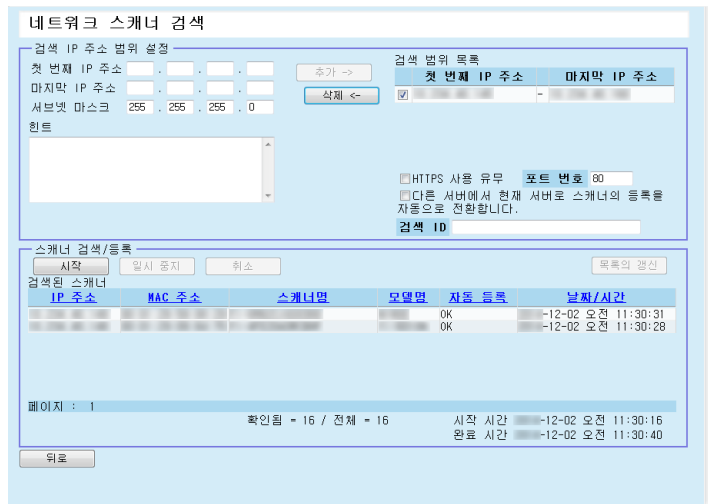 네트워크 스캐너 검색
검색 IP 주소 범위 설정
첫 번째 IP 주소 . . .
마지막 IP 주소 . . .
서브넷 마스크 255 . 255 . 255 . 0
힌트
추가 ->
삭제 <-
검색 범위 목록
첫 번째 IP 주소 마지막 IP 주소
-
HTTPS 사용 유무 포트 번호 80
다른 서버에서 현재 서버로 스캐너의 등록을
자동으로 전환합니다.
검색 ID
스캐너 검색/등록
시작 일시 중지 취소 목록의 갱신
검색된 스캐너
IP 주소 MAC 주소 스캐너명 모델명 자동 등록 날짜/시간
OK -12-02 오전 11:30:31
OK -12-02 오전 11:30:28
페이지 : 1
확인됨 = 16 / 전체 = 16 시작 시간 -12-02 오전 11:30:16
완료 시간 -12-02 오전 11:30:40
뒤로